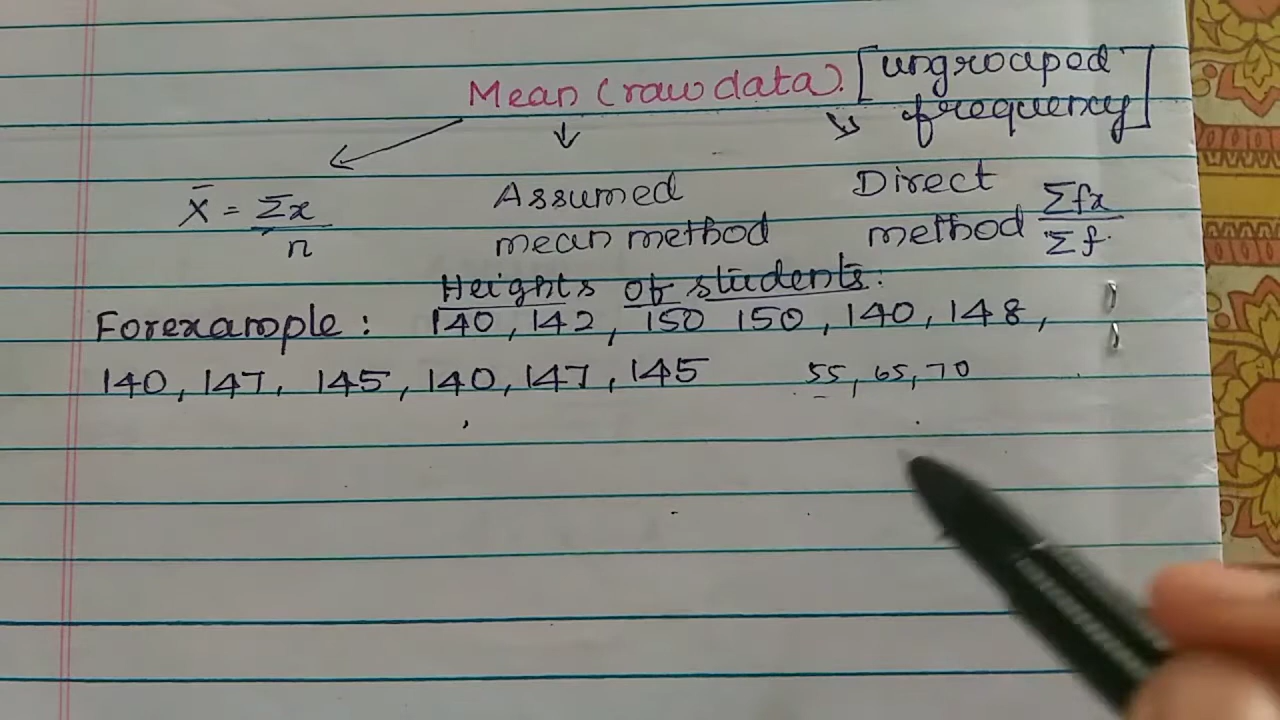 Mean (raw data). [ungrouped
frequency]
X̄ = Σx / n
Assumed
mean method
Direct
method Σfx / Σf
Heights of students:
For example : 140, 142, 150 150, 140, 148,
140, 147, 145, 140, 147, 145 55, 65, 70